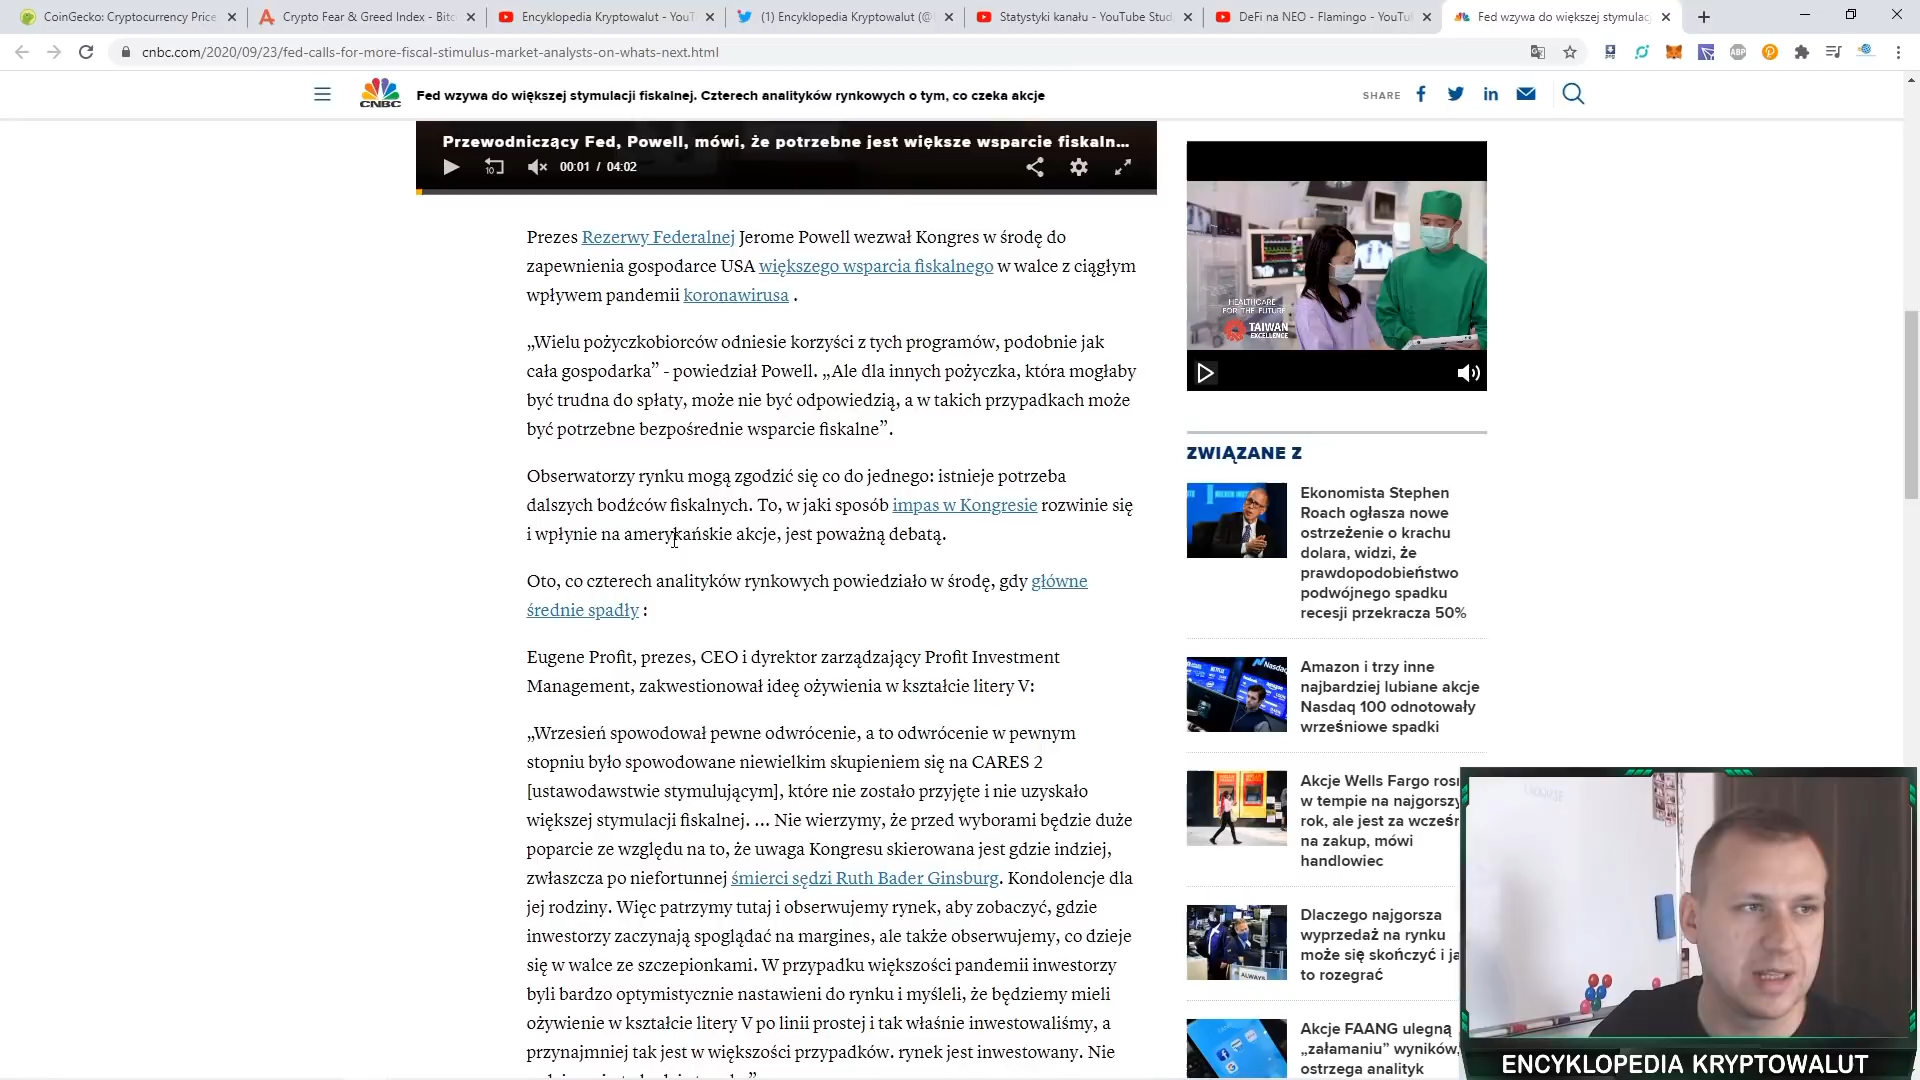 CoinGecko: Cryptocurrency Price
Crypto Fear & Greed Index - Bitc
Encyklopedia Kryptowalut - YouT
(1) Encyklopedia Kryptowalut (@
Statystyki kanału - YouTube Stud
DeFi na NEO - Flamingo - YouTu
Fed wzywa do większej stymulac
cnbc.com/2020/09/23/fed-calls-for-more-fiscal-stimulus-market-analysts-on-whats-next.html
ABP
CNBC
Fed wzywa do większej stymulacji fiskalnej. Czterech analityków rynkowych o tym, co czeka akcje
SHARE
Przewodniczący Fed, Powell, mówi, że potrzebne jest większe wsparcie fiskaln...
10
00:01 / 04:02
Prezes Rezerwy Federalnej Jerome Powell wezwał Kongres w środę do
zapewnienia gospodarce USA większego wsparcia fiskalnego w walce z ciągłym
wpływem pandemii koronawirusa .
„Wielu pożyczkobiorców odniesie korzyści z tych programów, podobnie jak
cała gospodarka” - powiedział Powell. „Ale dla innych pożyczka, która mogłaby
być trudna do spłaty, może nie być odpowiedzią, a w takich przypadkach może
być potrzebne bezpośrednie wsparcie fiskalne”.
Obserwatorzy rynku mogą zgodzić się co do jednego: istnieje potrzeba
dalszych bodźców fiskalnych. To, w jaki sposób impas w Kongresie rozwinie się
i wpłynie na amerykańskie akcje, jest poważną debatą.
Oto, co czterech analityków rynkowych powiedziało w środę, gdy główne
średnie spadły :
Eugene Profit, prezes, CEO i dyrektor zarządzający Profit Investment
Management, zakwestionował ideę ożywienia w kształcie litery V:
„Wrzesień spowodował pewne odwrócenie, a to odwrócenie w pewnym
stopniu było spowodowane niewielkim skupieniem się na CARES 2
[ustawodawstwie stymulującym], które nie zostało przyjęte i nie uzyskało
większej stymulacji fiskalnej. ... Nie wierzymy, że przed wyborami będzie duże
poparcie ze względu na to, że uwaga Kongresu skierowana jest gdzie indziej,
zwłaszcza po niefortunnej śmierci sędzi Ruth Bader Ginsburg. Kondolencje dla
jej rodziny. Więc patrzymy tutaj i obserwujemy rynek, aby zobaczyć, gdzie
inwestorzy zaczynają spoglądać na margines, ale także obserwujemy, co dzieje
się w walce ze szczepionkami. W przypadku większości pandemii inwestorzy
byli bardzo optymistycznie nastawieni do rynku i myśleli, że będziemy mieli
ożywienie w kształcie litery V po linii prostej i tak właśnie inwestowaliśmy, a
przynajmniej tak jest w większości przypadków. rynek jest inwestowany. Nie
HEALTHCARE
FOR THE FUTURE
TAIWAN
EXCELLENCE
ZWIĄZANE Z
Ekonomista Stephen
Roach ogłasza nowe
ostrzeżenie o krachu
dolara, widzi, że
prawdopodobieństwo
podwójnego spadku
recesji przekracza 50%
Amazon i trzy inne
najbardziej lubiane akcje
Nasdaq 100 odnotowały
wrześniowe spadki
Akcje Wells Fargo rosn
w tempie na najgorszy
rok, ale jest za wcześn
na zakup, mówi
handlowiec
Dlaczego najgorsza
wyprzedaż na rynku
może się skończyć i ja
to rozegrać
Akcje FAANG ulegną
„załamaniu” wyników,
ostrzega analityk
ENCYKLOPEDIA KRYPTOWALUT